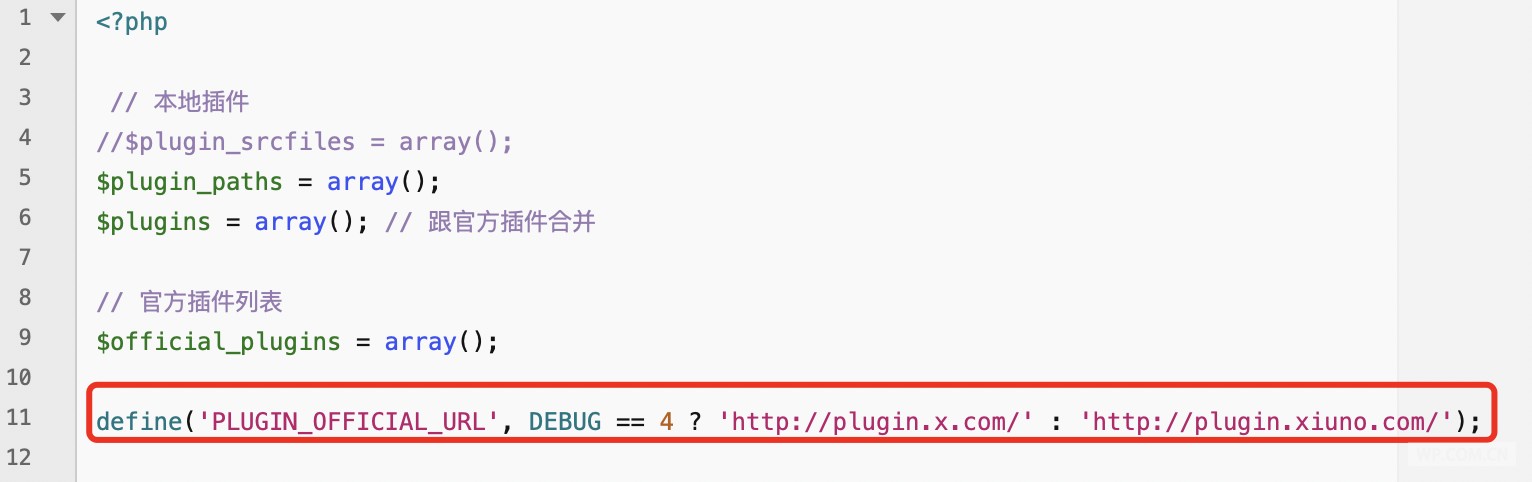 1 <?php
2
3 // 本地插件
4 //$plugin_srcfiles = array();
5 $plugin_paths = array();
6 $plugins = array(); // 跟官方插件合并
7
8 // 官方插件列表
9 $official_plugins = array();
10
11 define('PLUGIN_OFFICIAL_URL', DEBUG == 4 ? 'http://plugin.x.com/' : 'http://plugin.xiuno.com/');
12
WP.COM.CN